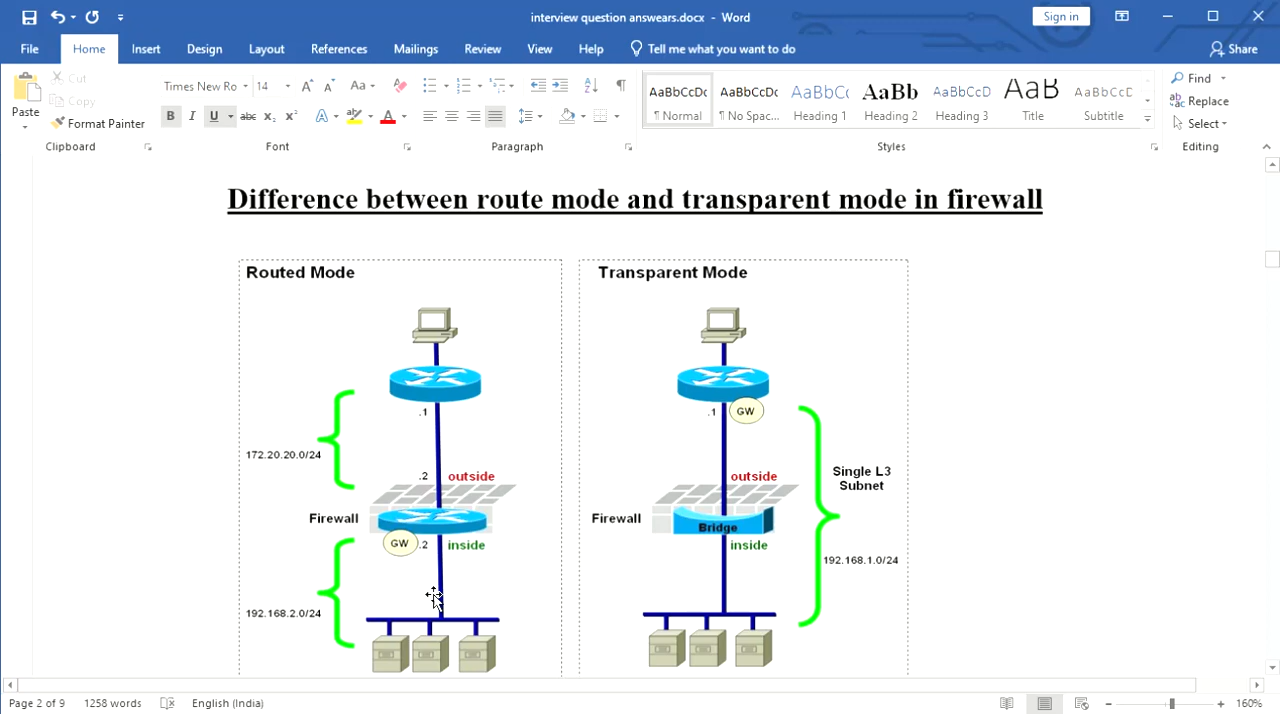 interview question answears.docx - Word
Sign in
File Home Insert Design Layout References Mailings Review View Help Tell me what you want to do Share
Paste
Cut
Copy
Format Painter
Clipboard
Times New Ro 14
Font
Paragraph
AaBbCcDc AaBbCcDc AaBbCc AaBb AaBbCcD AaB AaBbCcD
¶ Normal ¶ No Spac... Heading 1 Heading 2 Heading 3 Title Subtitle
Styles
Find
Replace
Select
Editing
Difference between route mode and transparent mode in firewall
Routed Mode
.1
172.20.20.0/24
.2 outside
Firewall
GW .2 inside
192.168.2.0/24
Transparent Mode
.1 GW
outside
Single L3
Subnet
Firewall
Bridge
inside
192.168.1.0/24
Page 2 of 9 1258 words English (India) 160%